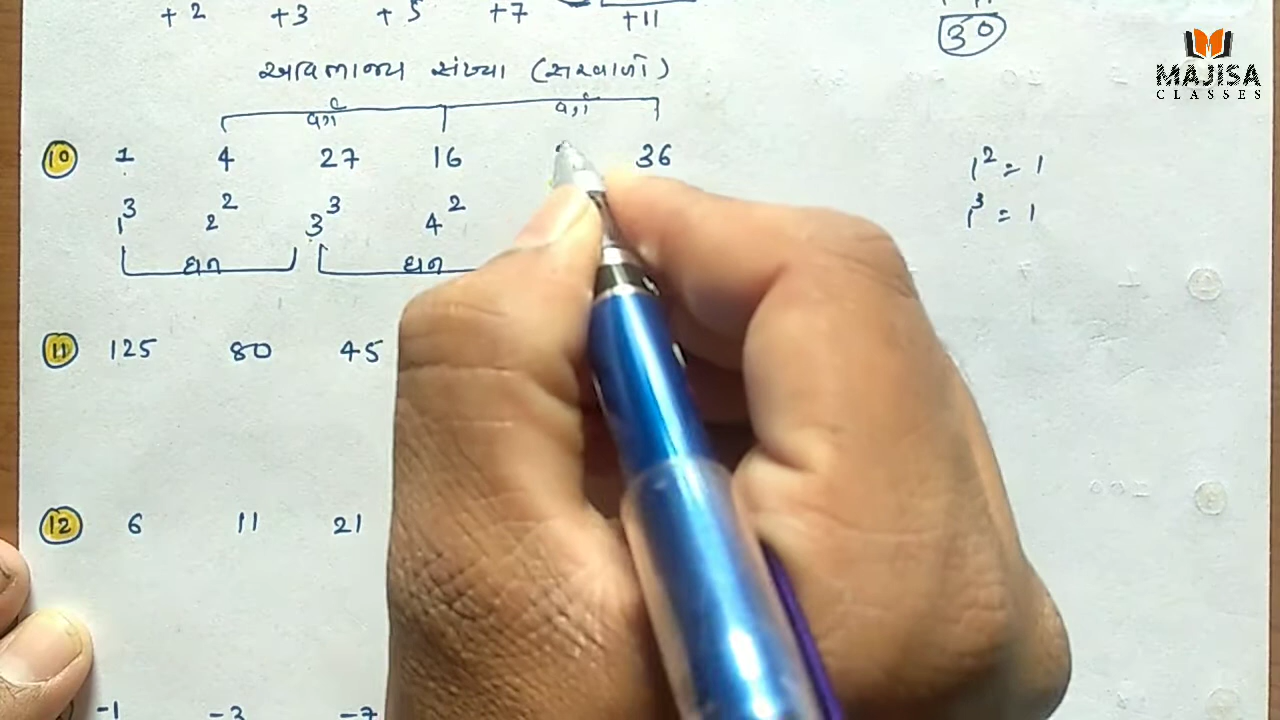 +2 +3 +5 +7 +11
30
અવિભાજ્ય સંખ્યા (સરવાળો)
MAJISA
CLASSES
વર્ગ વર્ગ
10 1 4 27 16 36
1² = 1
1³ = 1
1³ 2² 3³ 4²
ઘન ઘન
11 125 80 45
12 6 11 21
-1 -3 -7